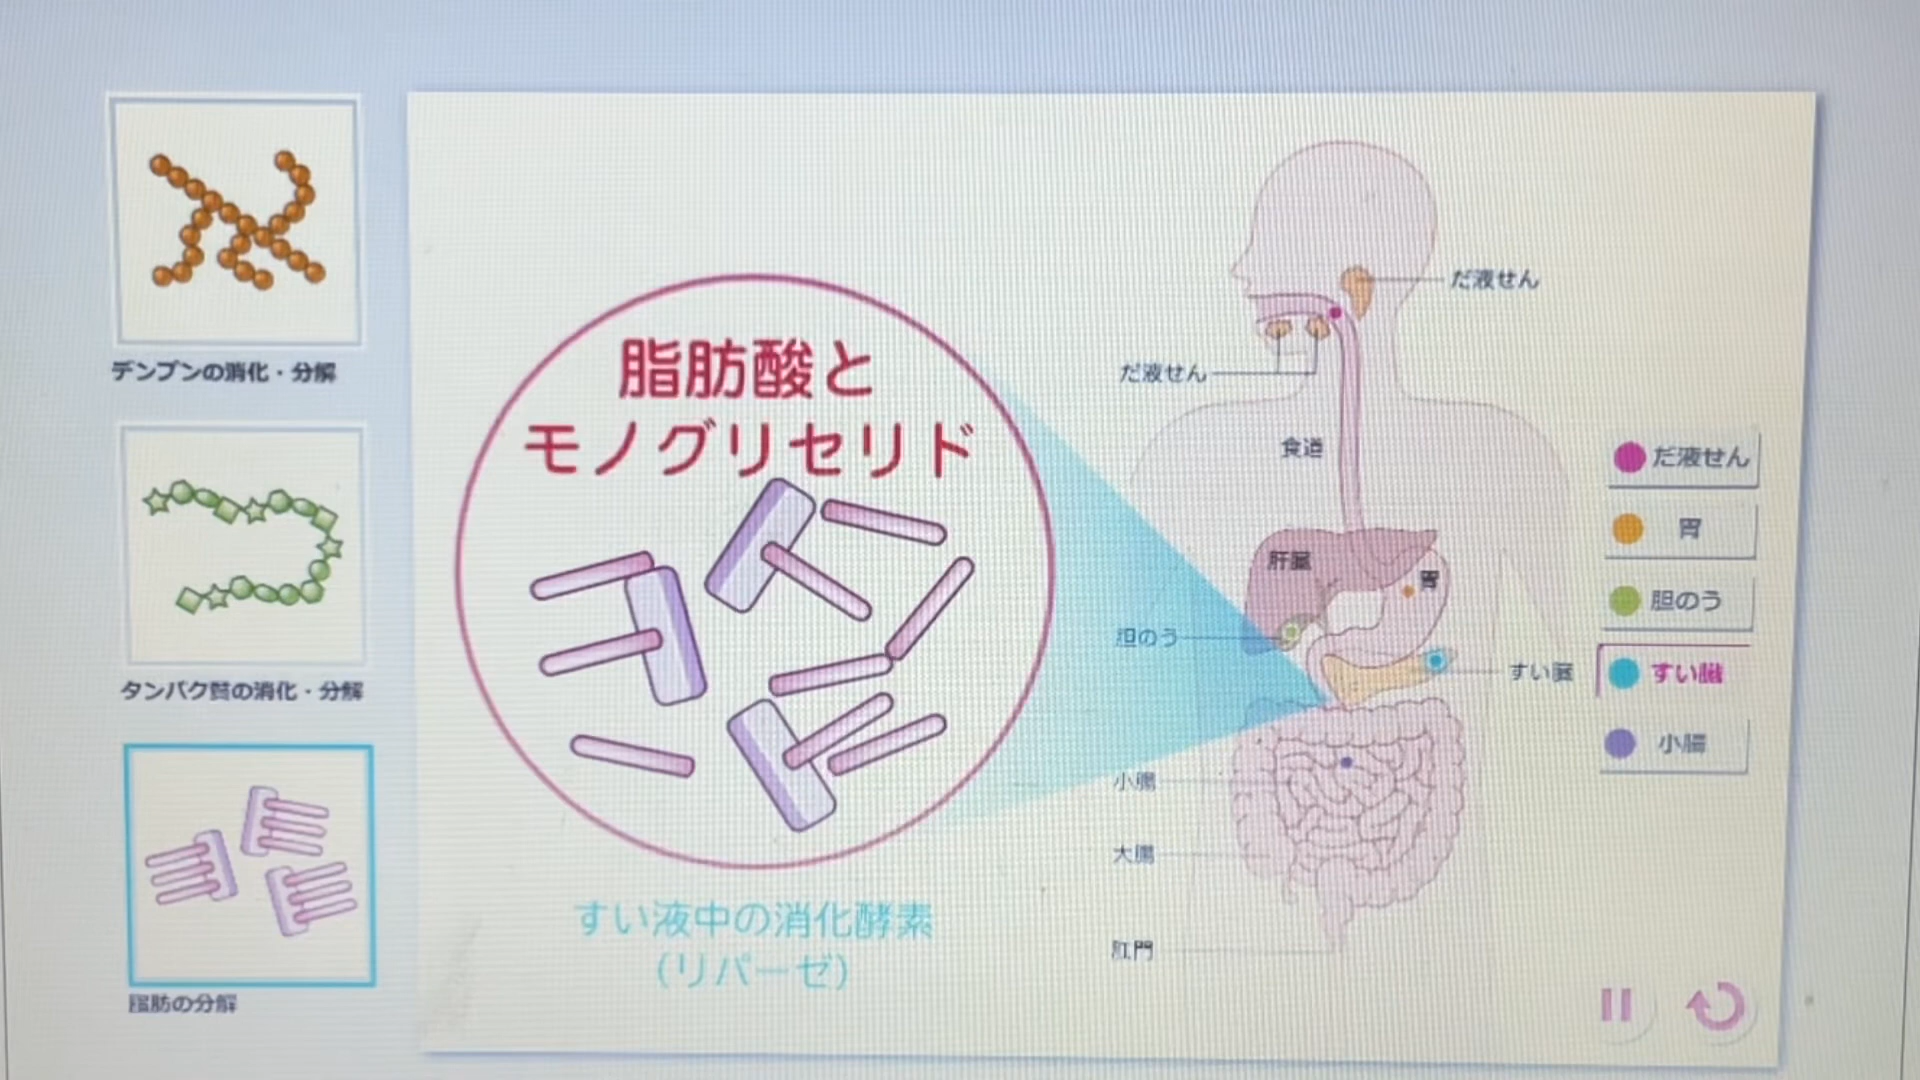 デンプンの消化・分解
タンパク質の消化・分解
脂肪の分解
脂肪酸と
モノグリセリド
すい液中の消化酵素
(リパーゼ)
だ液せん
だ液せん
食道
肝臓
胃
胆のう
すい臓
小腸
大腸
肛門
だ液せん
胃
胆のう
すい臓
小腸